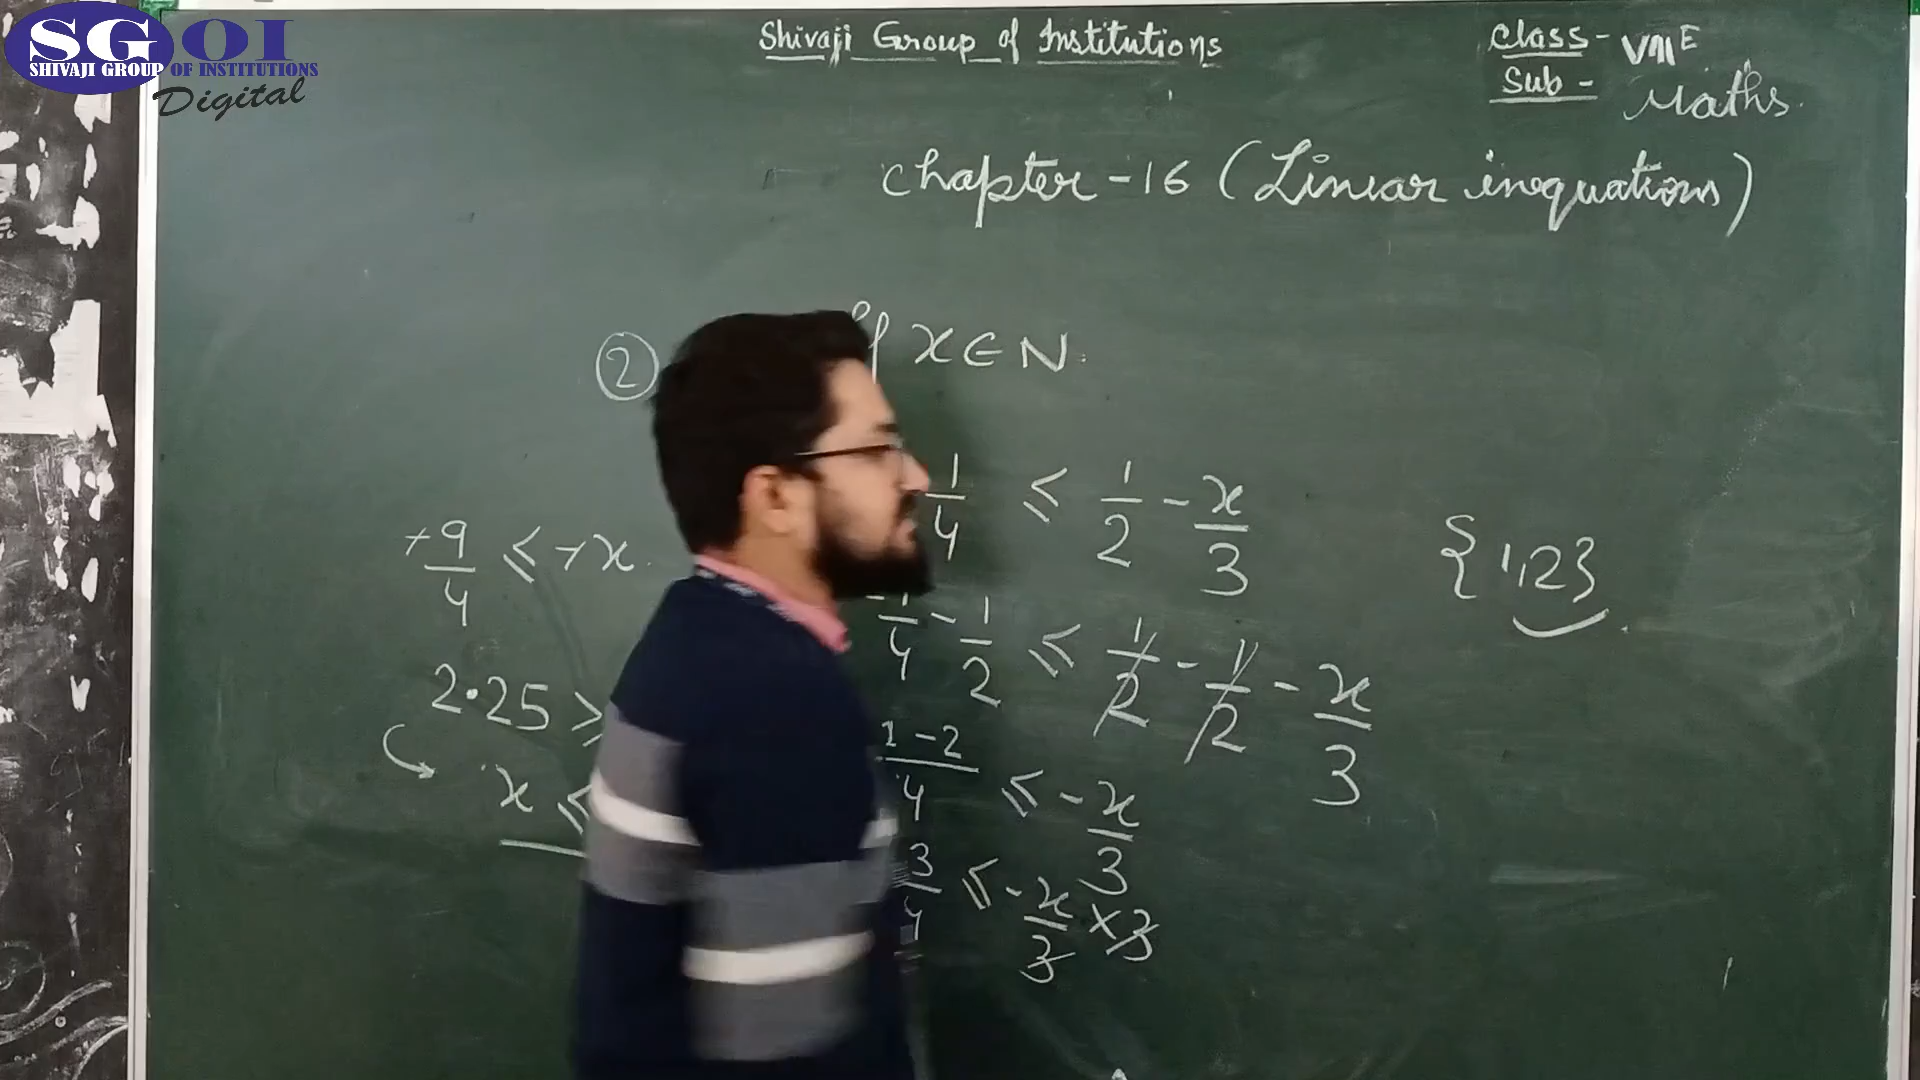 SGOI
SHIVAJI GROUP OF INSTITUTIONS
Digital
Shivaji Group of Institutions
Class- VIII E
Sub - Maths.
Chapter-16 (Linear inequations)
② If x ∈ N.
1/4 ≤ 1/2 - x/3
-1/4 - 1/2 ≤ 1/2 - 1/2 - x/3
1-2/4 ≤ - x/3
3/4 ≤ - x/3 × 3
+9/4 ≤ -x.
2.25 ≥
x ≤
{1,2}